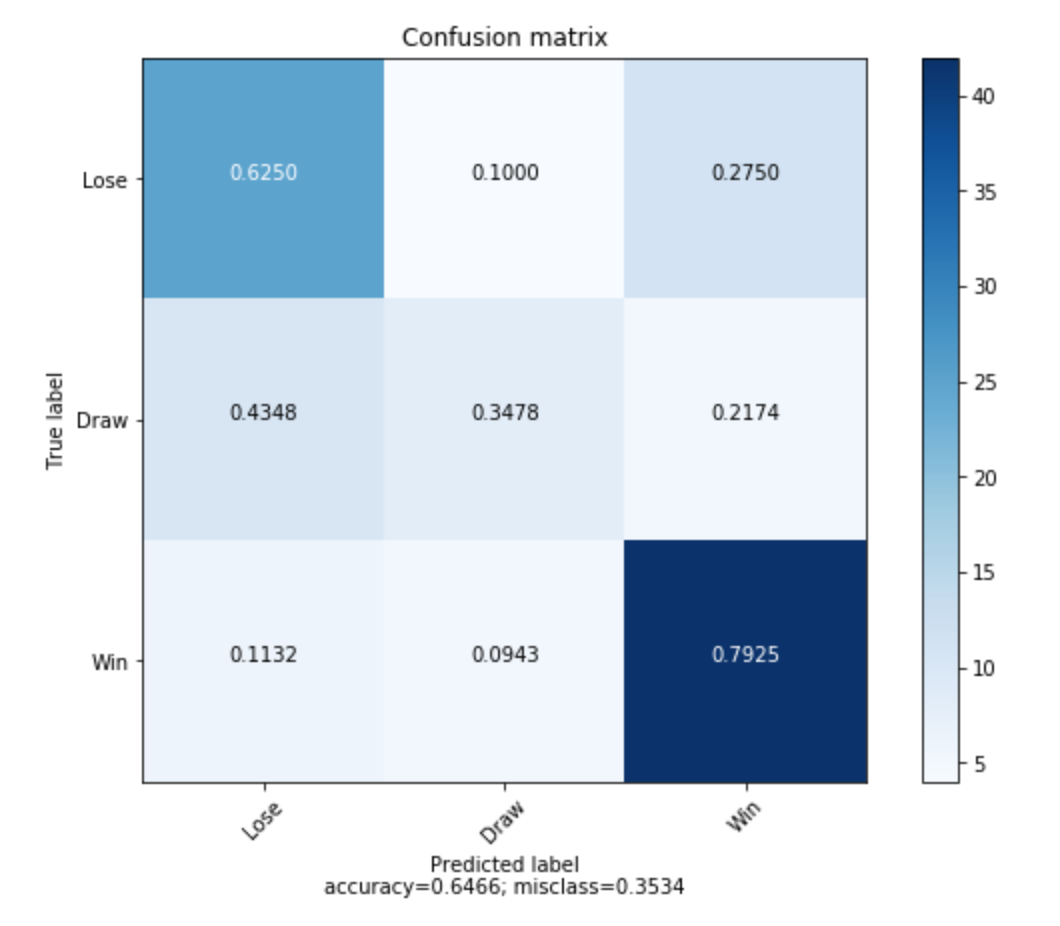 Confusion matrix
Lose 0.6250 0.1000 0.2750
Draw 0.4348 0.3478 0.2174
Win 0.1132 0.0943 0.7925
True label
Lose Draw Win
Predicted label
accuracy=0.6466; misclass=0.3534
40
35
30
25
20
15
10
5